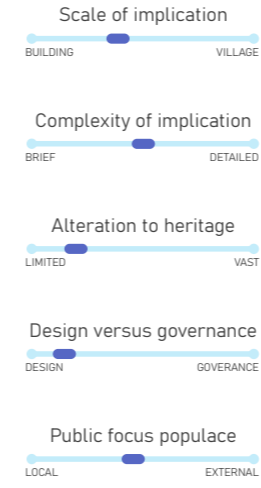 Scale of implication
BUILDING VILLAGE
Complexity of implication
BRIEF DETAILED
Alteration to heritage
LIMITED VAST
Design versus governance
DESIGN GOVERANCE
Public focus populace
LOCAL EXTERNAL